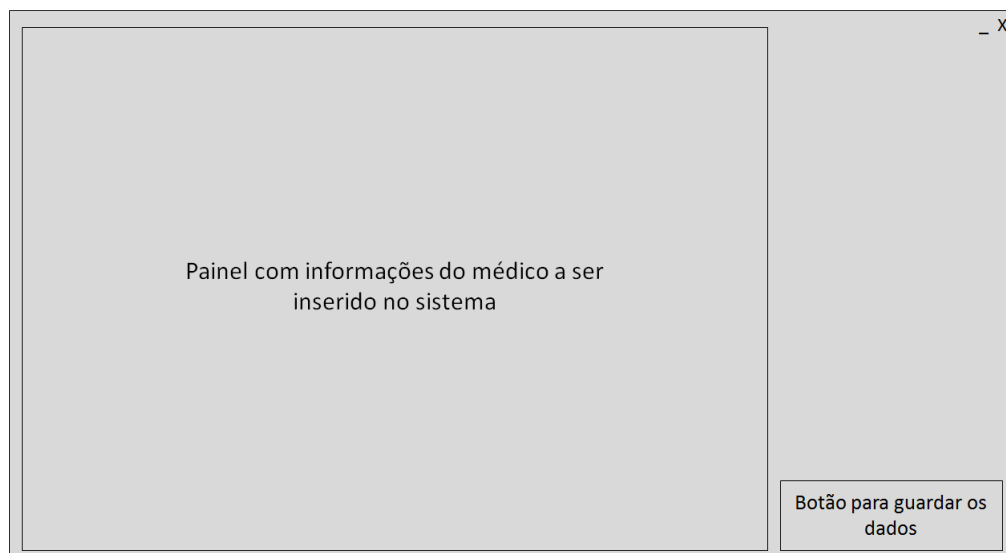 _ X
Painel com informações do médico a ser
inserido no sistema
Botão para guardar os
dados